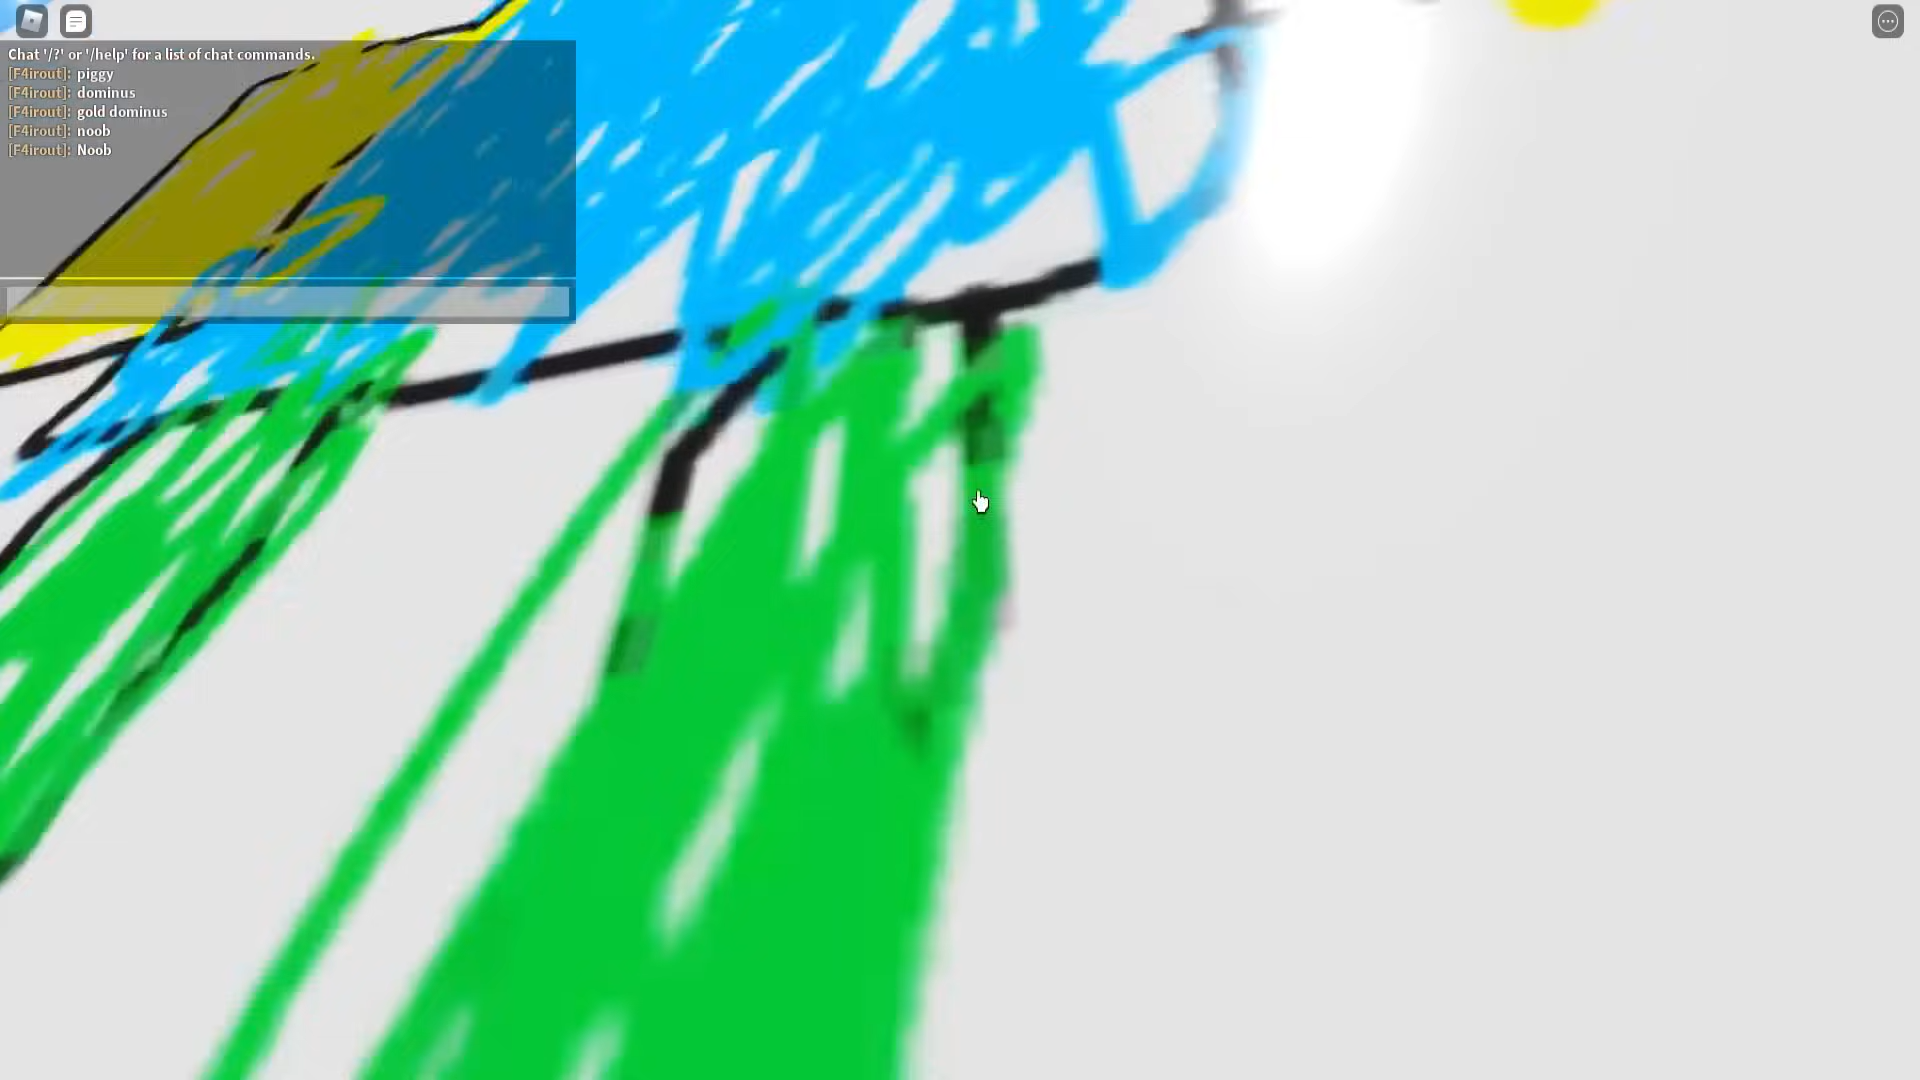 Chat '/?' or '/help' for a list of chat commands.
[F4irout]: piggy
[F4irout]: dominus
[F4irout]: gold dominus
[F4irout]: noob
[F4irout]: Noob